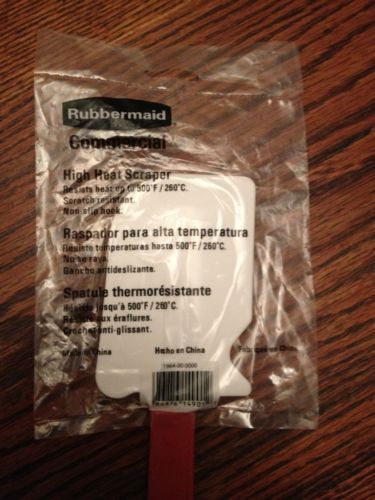 Rubbermaid
Commercial
High Heat Scraper
Resists heat up to 500°F / 260°C.
Scratch resistant.
Non-slip hook.
Raspador para alta temperatura
Resiste temperaturas hasta 500°F / 260°C.
No se raya.
Gancho antideslizante.
Spatule thermorésistante
Résiste jusqu'à 500°F / 260°C.
Résiste aux éraflures.
Crochet anti-glissant.
Made in China Hecho en China Fabriqué en Chine
1964-00-0000